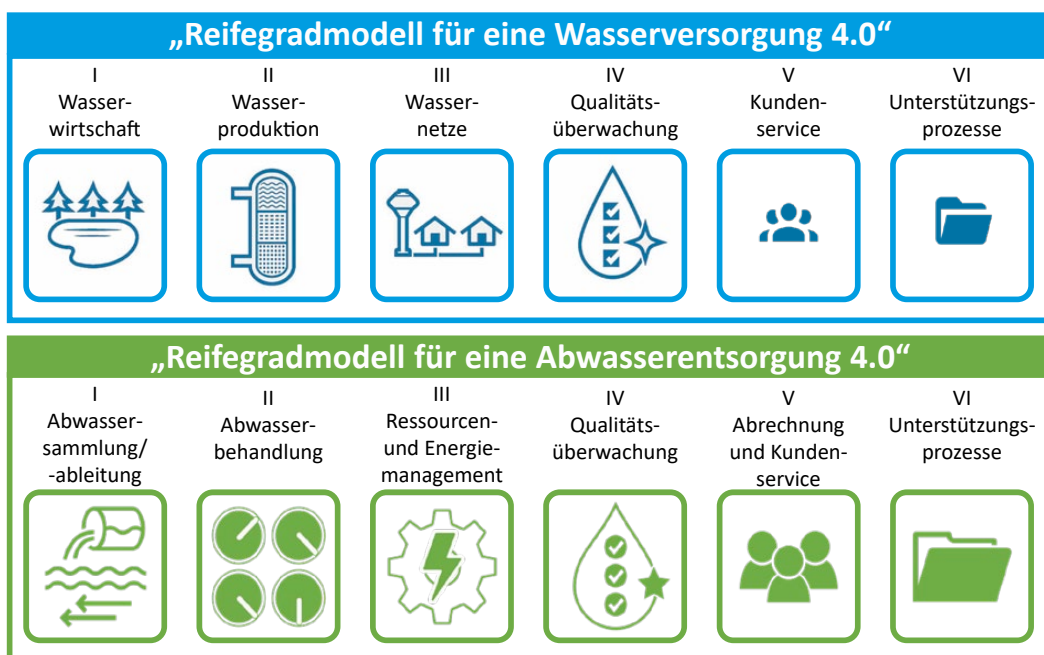 „Reifegradmodell für eine Wasserversorgung 4.0“
I
Wasser-
wirtschaft
II
Wasser-
produktion
III
Wasser-
netze
IV
Qualitäts-
überwachung
V
Kunden-
service
VI
Unterstützungs-
prozesse
„Reifegradmodell für eine Abwasserentsorgung 4.0“
I
Abwasser-
sammlung/
-ableitung
II
Abwasser-
behandlung
III
Ressourcen-
und Energie-
management
IV
Qualitäts-
überwachung
V
Abrechnung
und Kunden-
service
VI
Unterstützungs-
prozesse